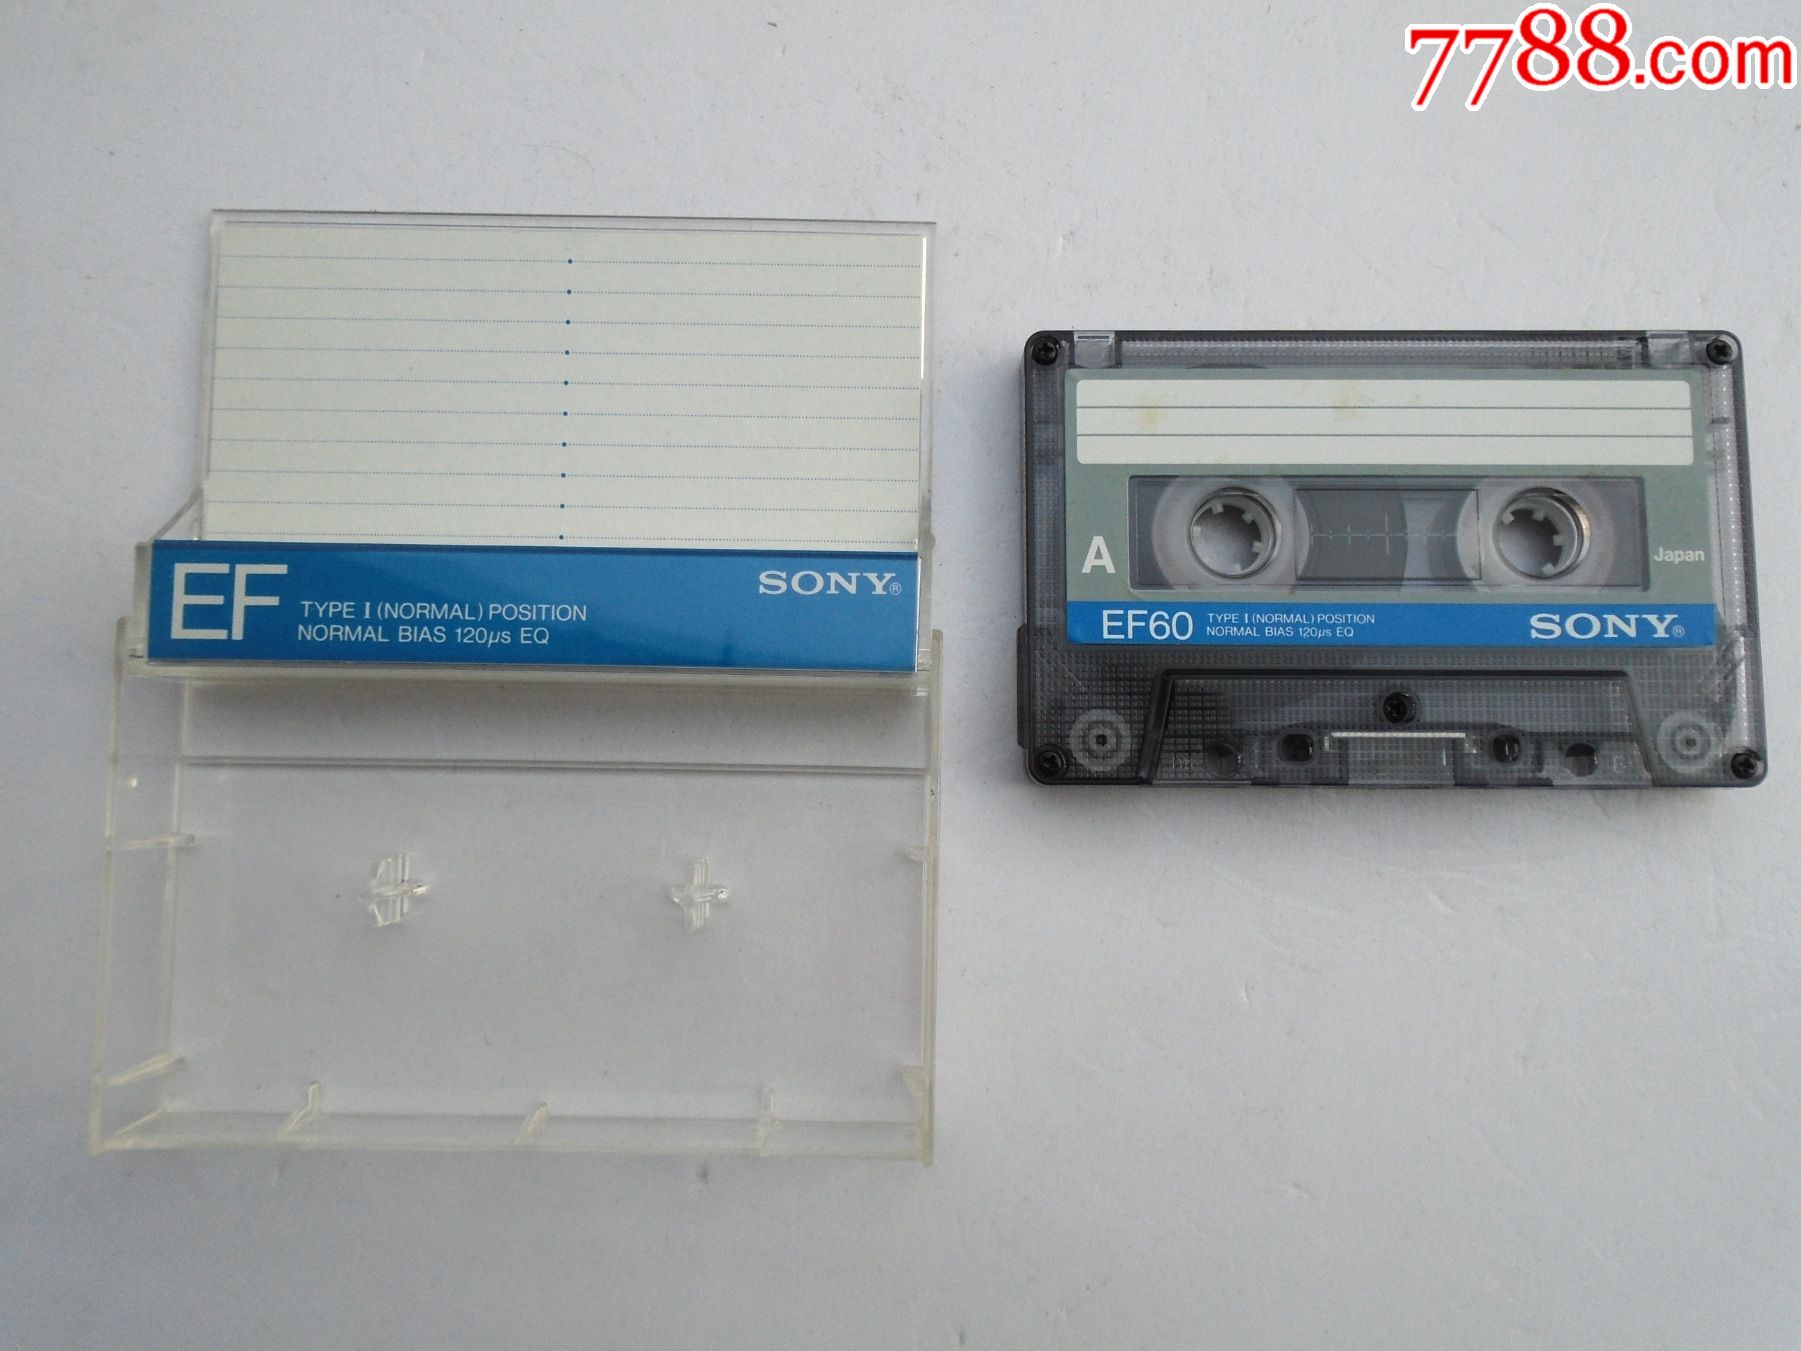 7788.com
EF TYPE I (NORMAL) POSITION
NORMAL BIAS 120μs EQ
SONY®
A
Japan
EF60 TYPE I (NORMAL) POSITION
NORMAL BIAS 120μs EQ
SONY®